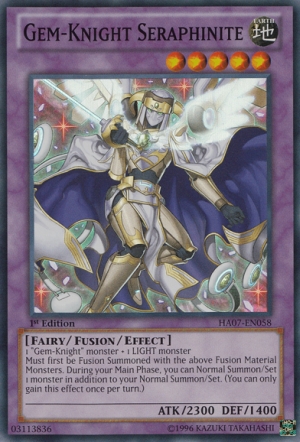 GEM-KNIGHT SERAPHINITE
EARTH
地
1st Edition
HA07-EN058
[FAIRY/FUSION/EFFECT]
1 "Gem-Knight" monster + 1 LIGHT monster
Must first be Fusion Summoned with the above Fusion Material
Monsters. During your Main Phase, you can Normal Summon/Set
1 monster in addition to your Normal Summon/Set. (You can only
gain this effect once per turn.)
ATK/2300 DEF/1400
03113836
©1996 KAZUKI TAKAHASHI